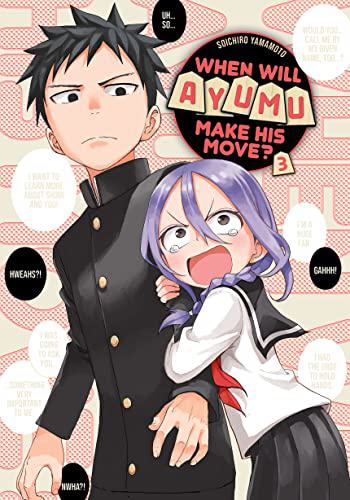 UH...
SO...
WOULD YOU...
CALL ME BY
MY GIVEN
NAME, TOO...?
SOICHIRO YAMAMOTO
WHEN WILL
AYUMU
MAKE HIS
MOVE?
3
I WANT TO
LEARN MORE
ABOUT SHOGI
AND YOU!
I'M A
HUGE
FAN.
HWEAHS?!
GAHHH!
I WAS
GOING
TO ASK
YOU...
I HAD
THE URGE
TO HOLD
HANDS.
...SOMETHING
VERY
IMPORTANT
TO ME.
NWHA?!